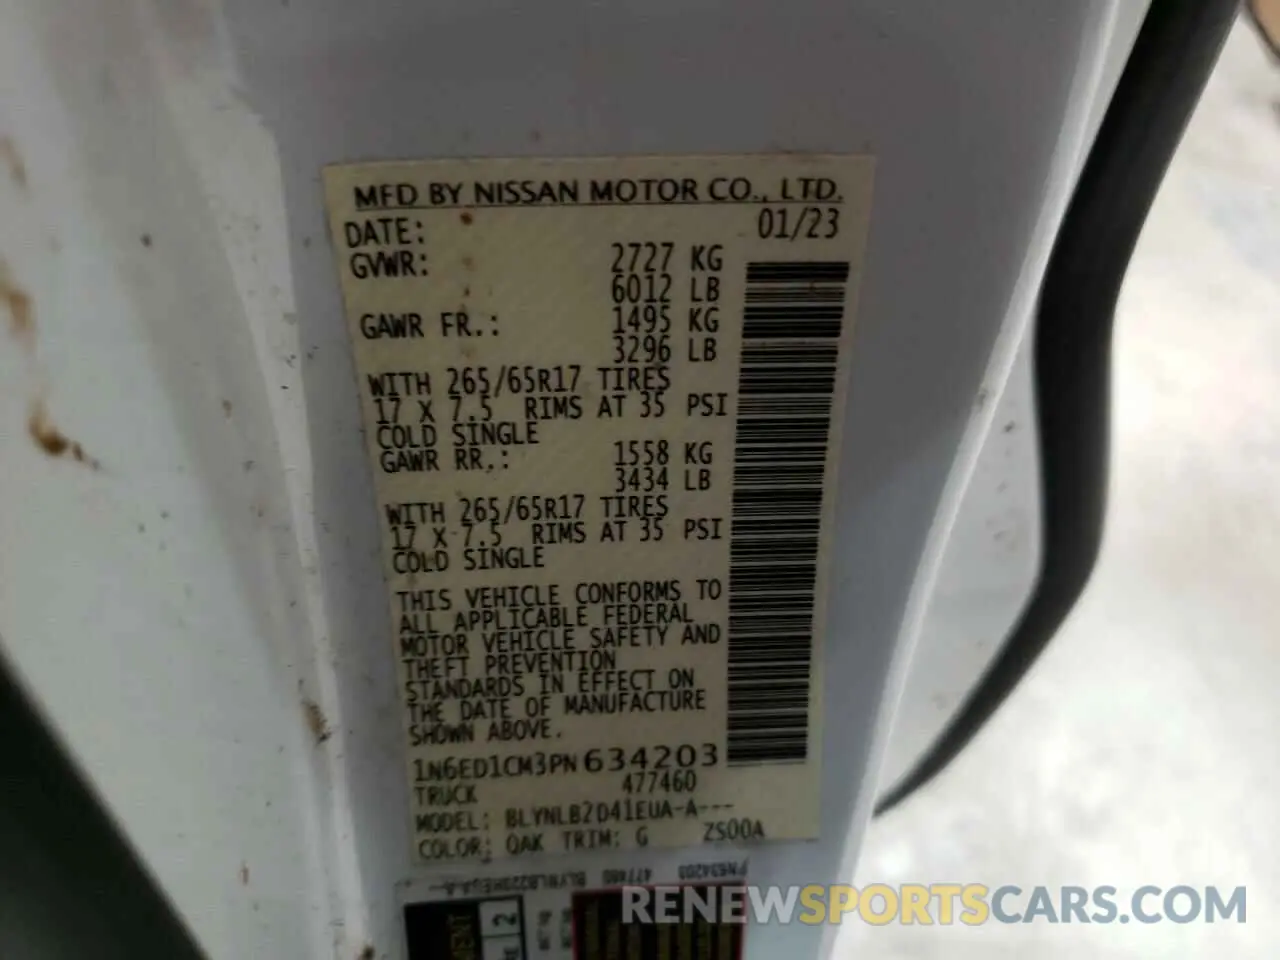 MFD BY NISSAN MOTOR CO., LTD.
DATE: 01/23
GVWR: 2727 KG
6012 LB
GAWR FR.: 1495 KG
3296 LB
WITH 265/65R17 TIRES
17 X 7.5 RIMS AT 35 PSI
COLD SINGLE
GAWR RR.: 1558 KG
3434 LB
WITH 265/65R17 TIRES
17 X 7.5 RIMS AT 35 PSI
COLD SINGLE
THIS VEHICLE CONFORMS TO
ALL APPLICABLE FEDERAL
MOTOR VEHICLE SAFETY AND
THEFT PREVENTION
STANDARDS IN EFFECT ON
THE DATE OF MANUFACTURE
SHOWN ABOVE.
1N6ED1CM3PN634203
TRUCK 477460
MODEL: BLYNLB2D41EUA-A---
COLOR: QAK TRIM: G ZS00A
PN634203 477460
2
RENEWSPORTSCARS.COM